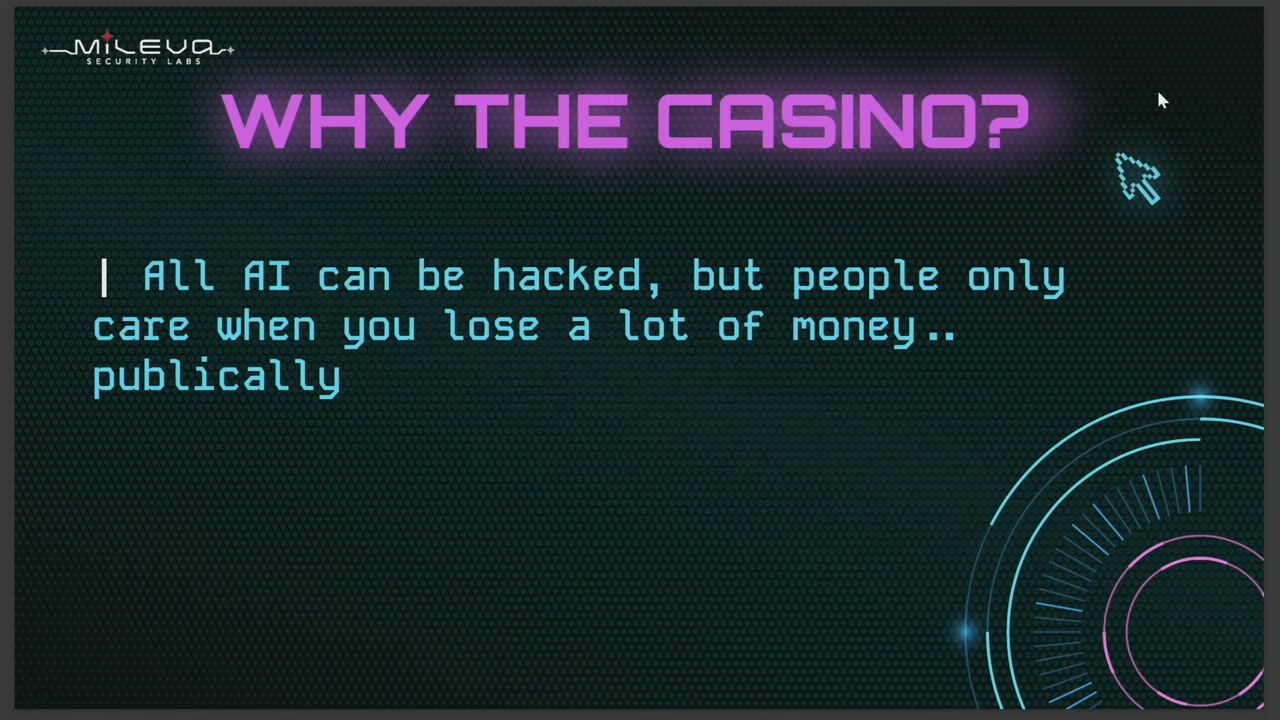 MILEVA
SECURITY LABS
WHY THE CASINO?
| All AI can be hacked, but people only
care when you lose a lot of money..
publically